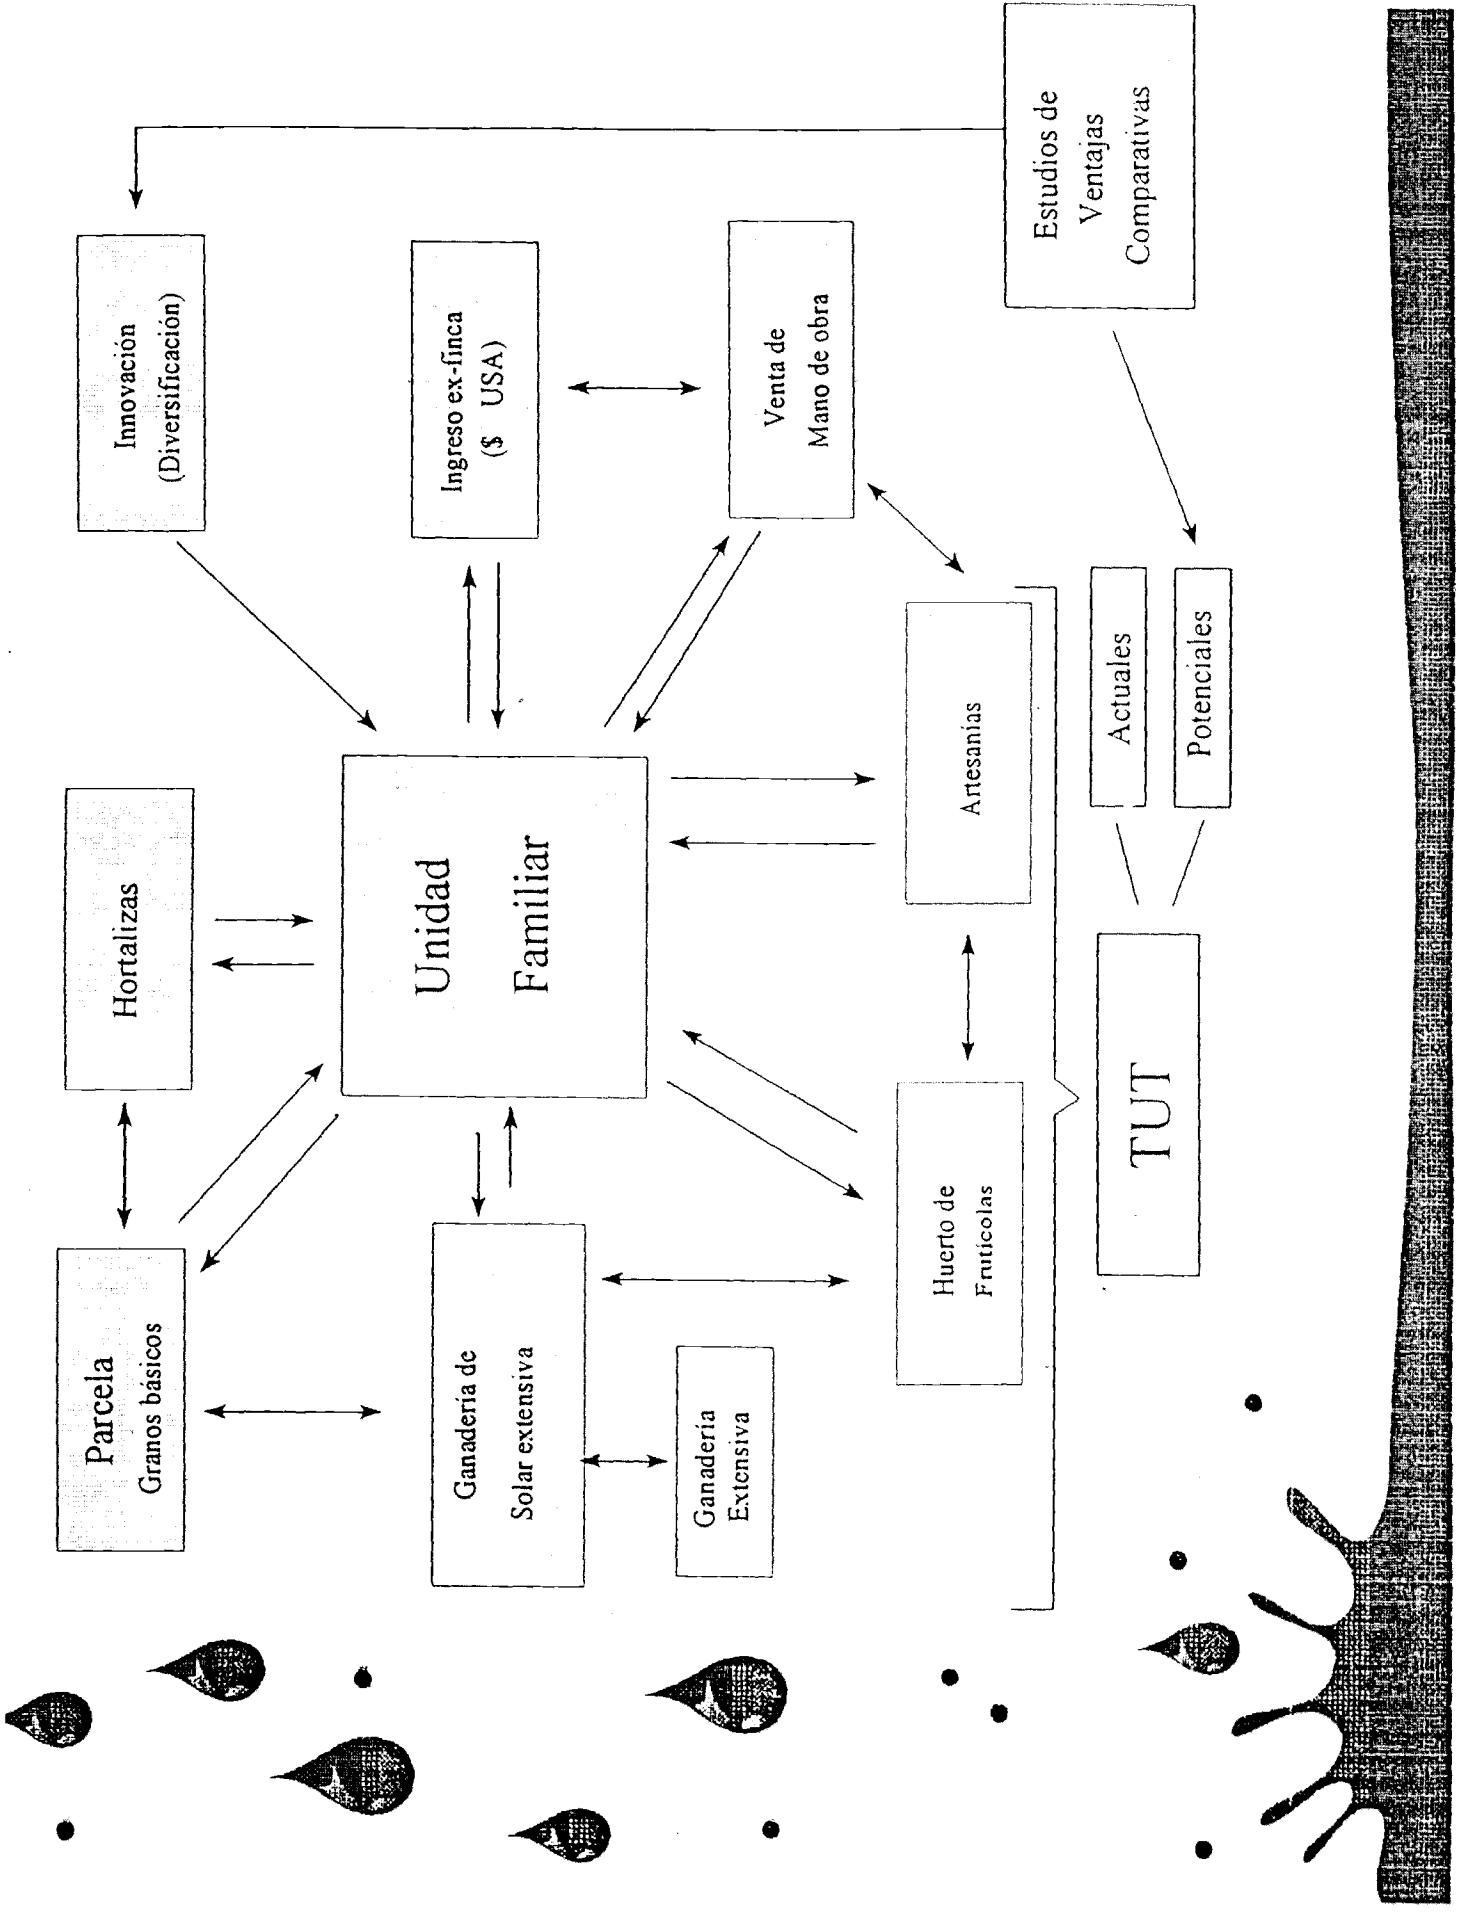 Parcela
Granos básicos
Hortalizas
Innovación
(Diversificación)
Ganadería de
Solar extensiva
Unidad
Familiar
Ingreso ex-finca
($ USA)
Ganadería
Extensiva
Venta de
Mano de obra
Huerto de
Frutícolas
Artesanías
Estudios de
Ventajas
Comparativas
TUT
Actuales
Potenciales